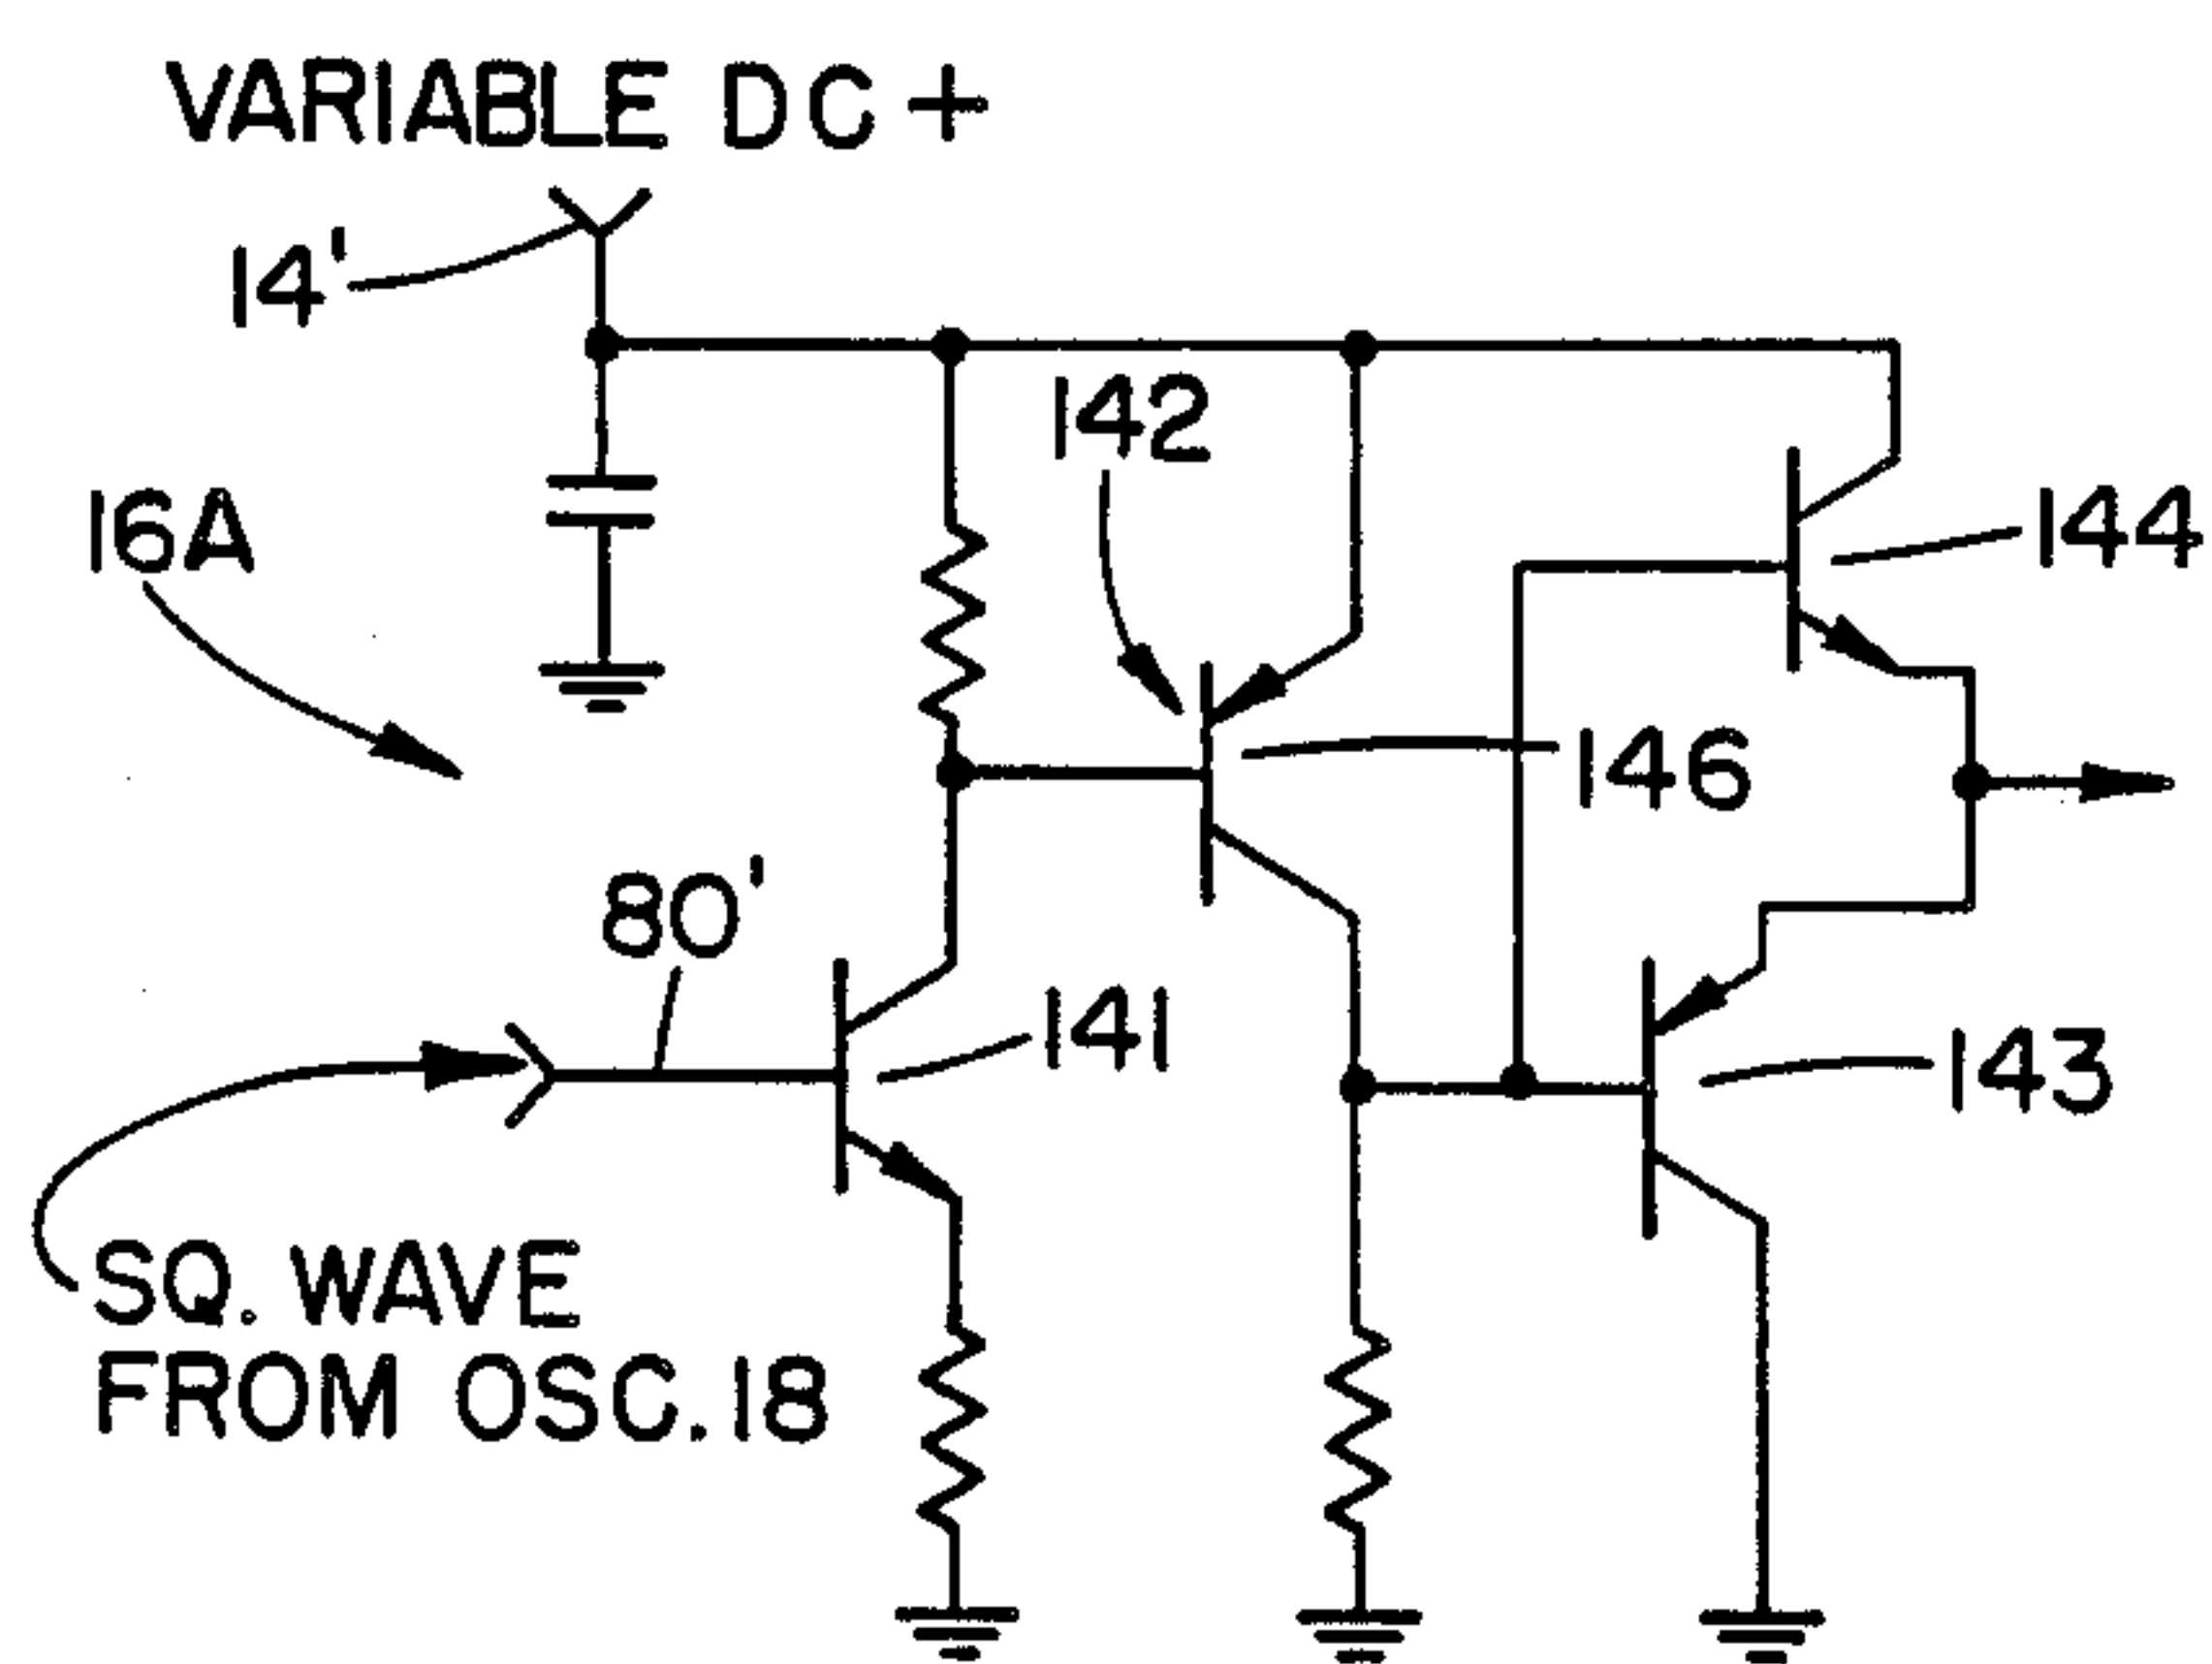 VARIABLE DC+
14'
142
16A
144
146
80'
141
143
SQ. WAVE
FROM OSC.18